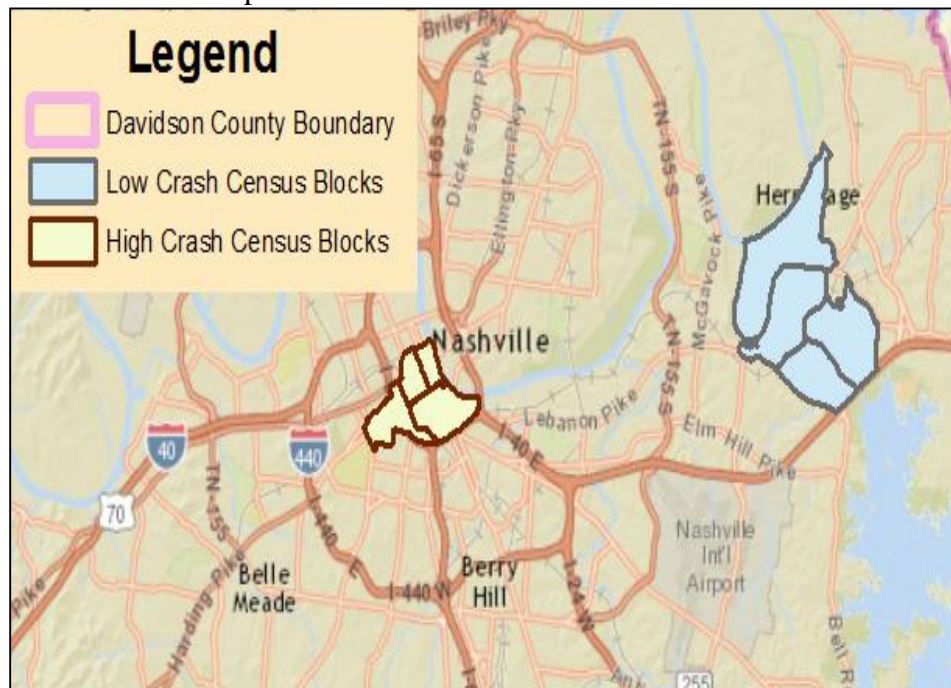 Legend
Davidson County Boundary
Low Crash Census Blocks
High Crash Census Blocks
Briley Pky
I 65 S
Dickerson Pike
Ellington Pky
TN 155 S
McGavock Pike
Nashville
Lebanon Pike
TN-155 S
Elm Hill Pike
I-40 E
40
440
70
TN-155
I-440 E
Harding Pike
Pike
Belle
Meade
I-440 W
Berry
Hill
I-24 W
Nashville
Int'l
Airport
Bell R
255